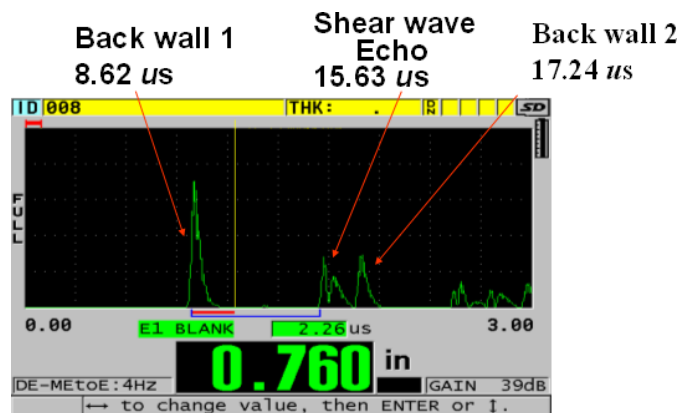 Back wall 1
8.62 us
Shear wave
Echo
15.63 us
Back wall 2
17.24 us
ID 008 THK: . DN SD
FULL
0.00 E1 BLANK 2.26 us 3.00
0.760 in
DE-MEtoE:4Hz GAIN 39dB
↔ to change value, then ENTER or ↕.